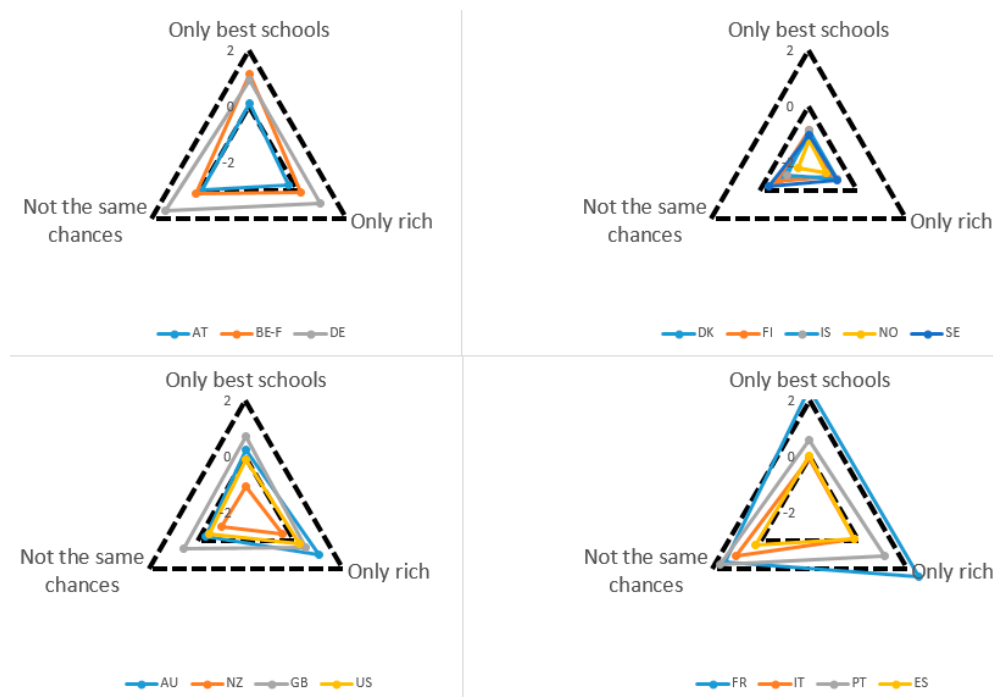 Only best schools
2
0
-2
Not the same
chances
Only rich
AT BE-F DE
Only best schools
2
0
-2
Not the same
chances
Only rich
DK FI IS NO SE
Only best schools
2
0
-2
Not the same
chances
Only rich
AU NZ GB US
Only best schools
2
0
-2
Not the same
chances
Only rich
FR IT PT ES